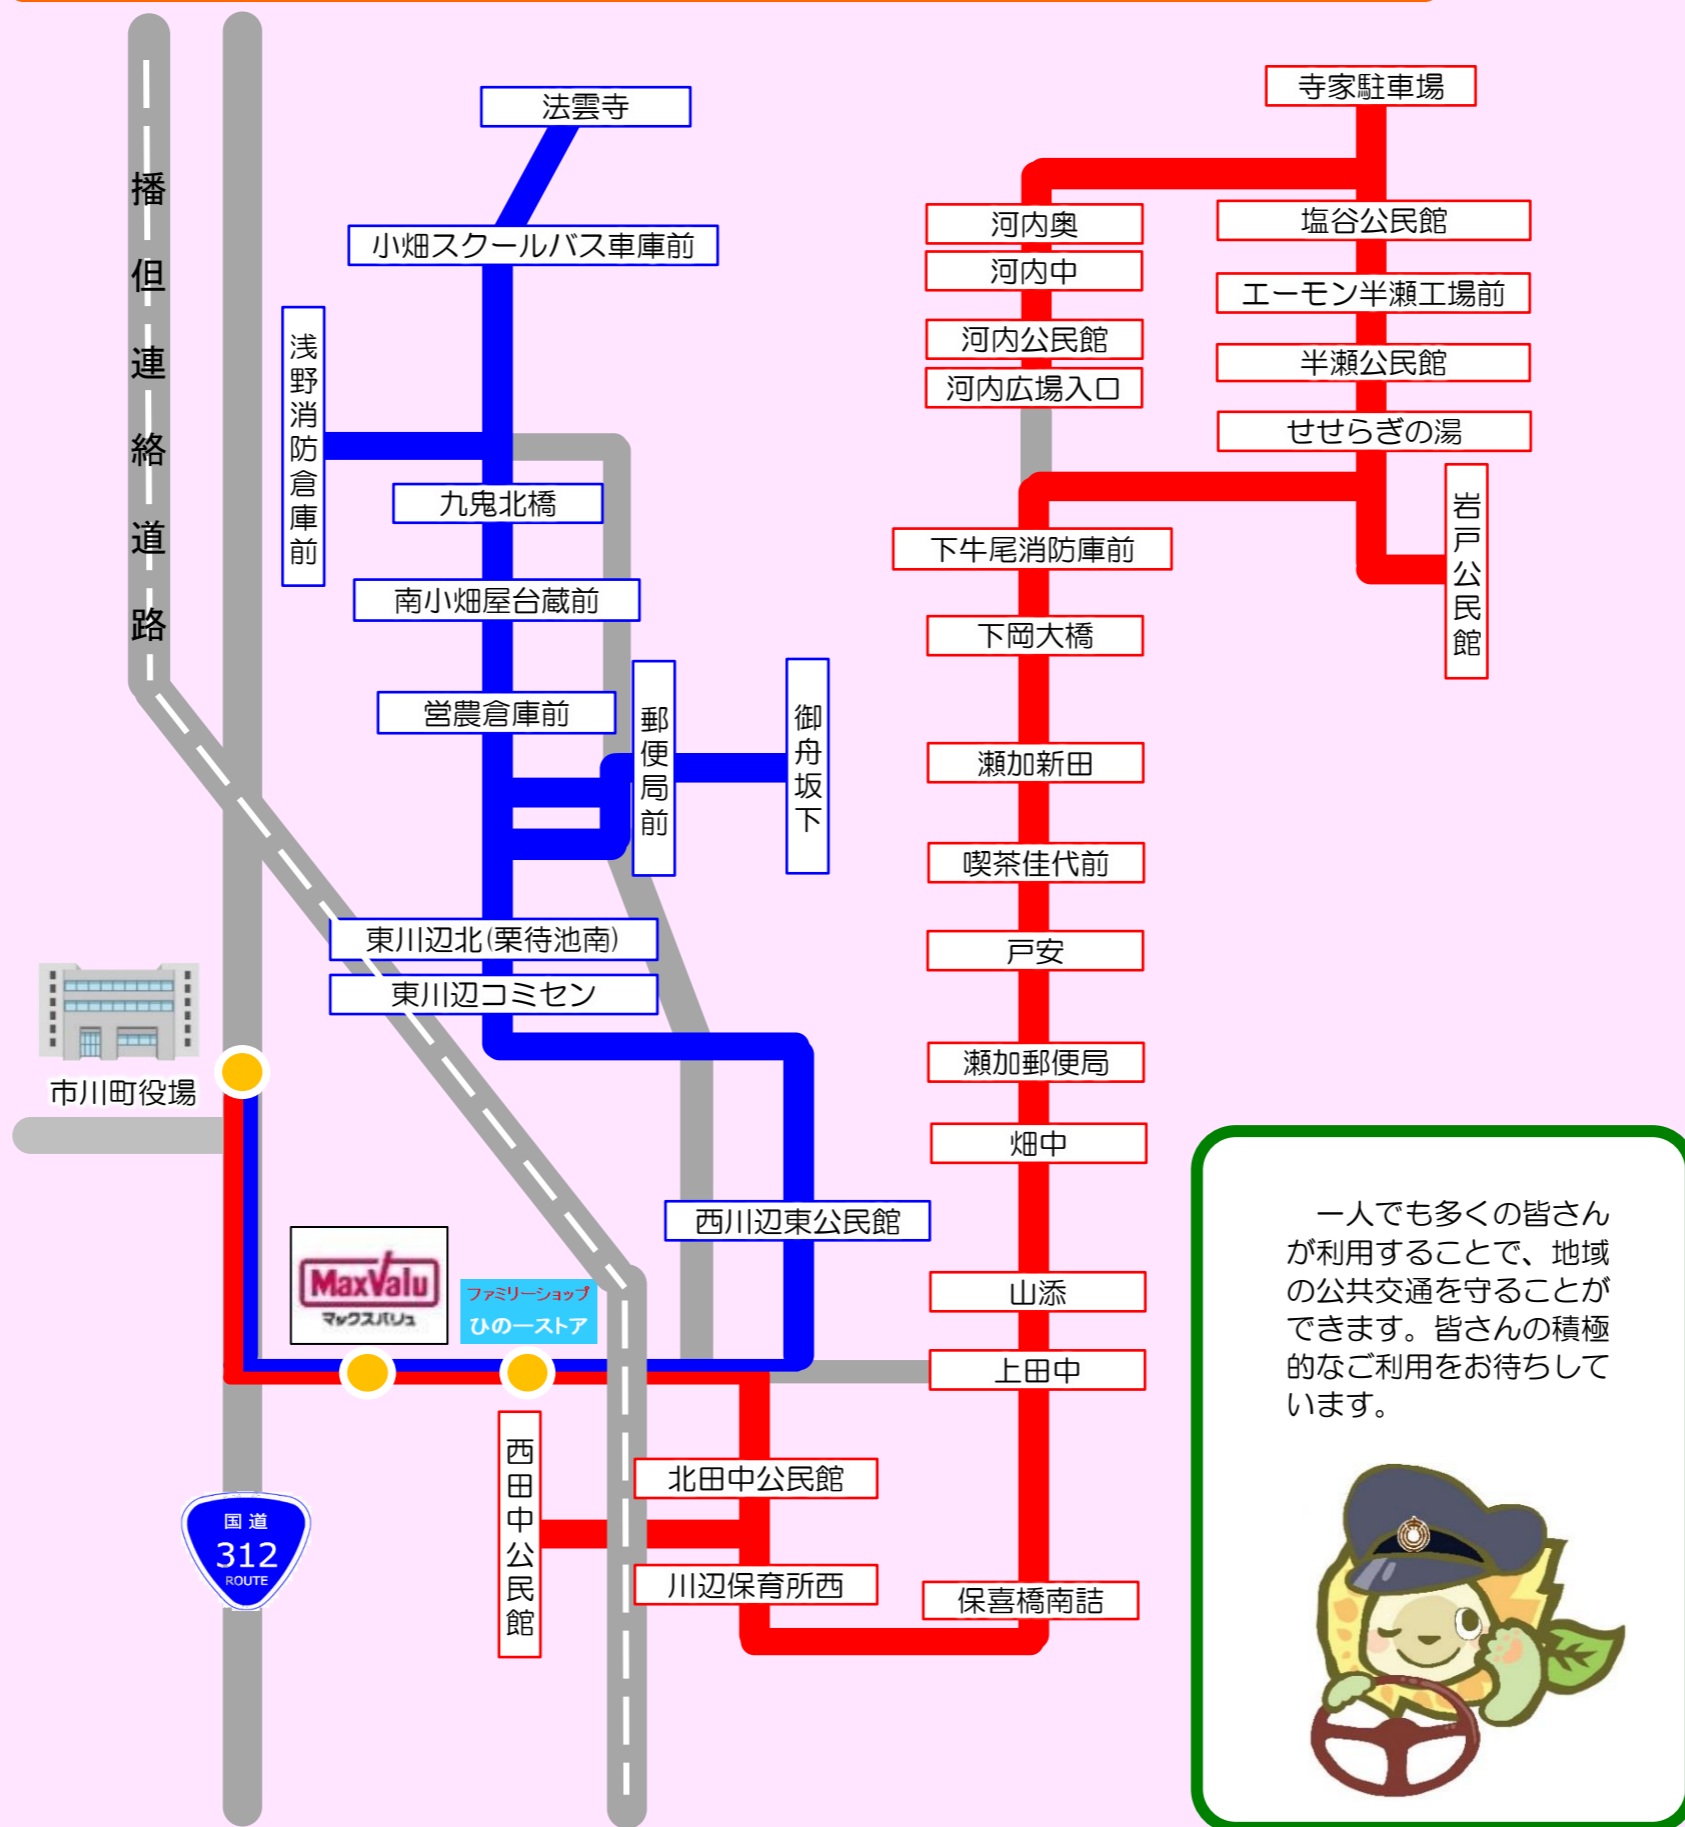 播但連絡道路
法雲寺
小畑スクールバス車庫前
浅野消防倉庫前
九鬼北橋
南小畑屋台蔵前
営農倉庫前
郵便局前
御舟坂下
東川辺北(栗待池南)
東川辺コミセン
西川辺東公民館
市川町役場
MaxValu
マックスバリュ
ファミリーショップ
ひのーストア
国道
312
ROUTE
寺家駐車場
河内奥
河内中
河内公民館
河内広場入口
塩谷公民館
エーモン半瀬工場前
半瀬公民館
せせらぎの湯
岩戸公民館
下牛尾消防庫前
下岡大橋
瀬加新田
喫茶佳代前
戸安
瀬加郵便局
畑中
山添
上田中
保喜橋南詰
北田中公民館
西田中公民館
川辺保育所西
一人でも多くの皆さん
が利用することで、地域
の公共交通を守ることが
できます。皆さんの積極
的なご利用をお待ちして
います。